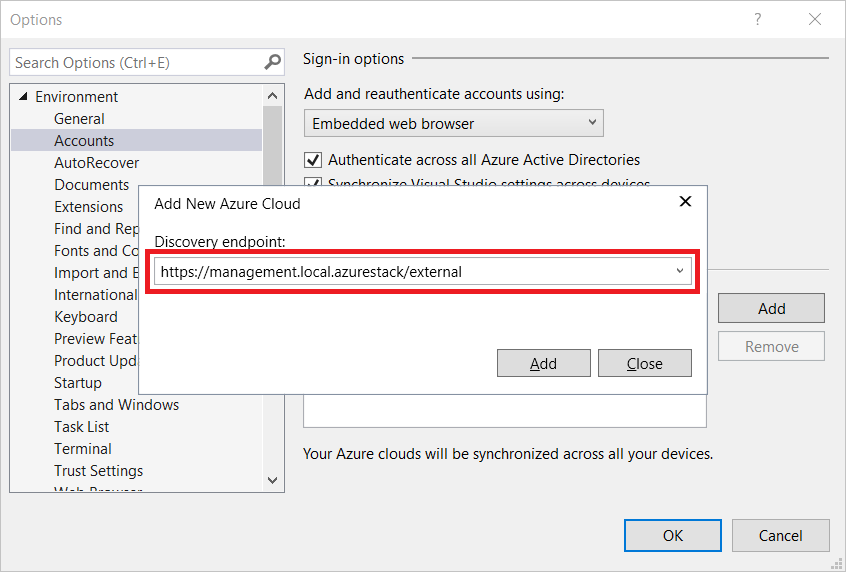 Options
?
Search Options (Ctrl+E)
Environment
General
Accounts
AutoRecover
Documents
Extensions
Find and Rep
Fonts and Co
Import and E
International
Keyboard
Preview Feat
Product Upda
Startup
Tabs and Windows
Task List
Terminal
Trust Settings
Web Browser
Sign-in options
Add and reauthenticate accounts using:
Embedded web browser
Authenticate across all Azure Active Directories
Synchronize Visual Studio settings across devices
Add New Azure Cloud
Discovery endpoint:
https://management.local.azurestack/external
Add
Close
Add
Remove
Your Azure clouds will be synchronized across all your devices.
OK
Cancel